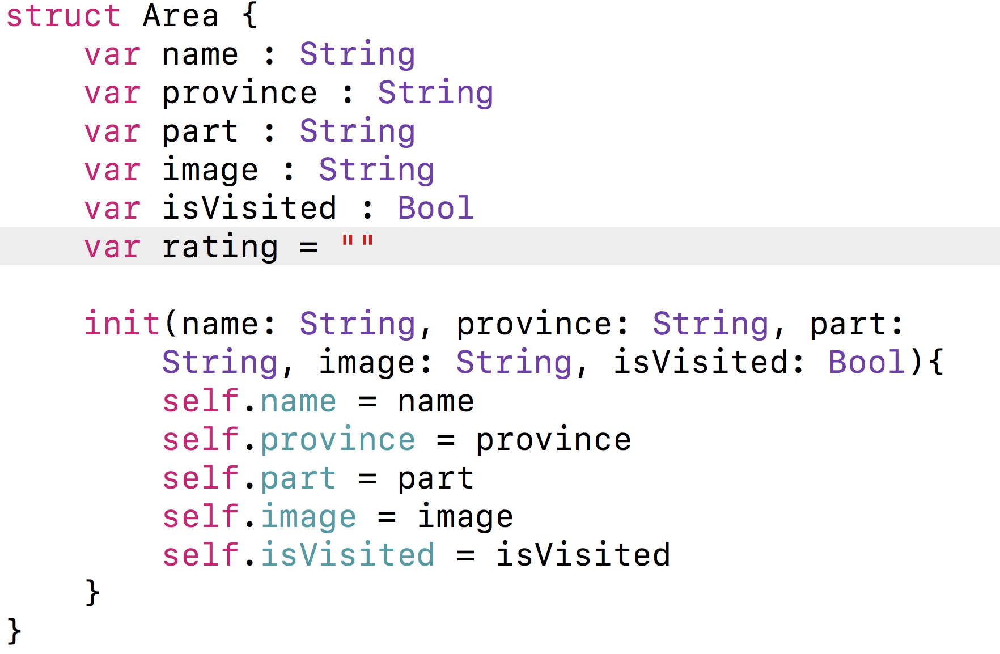 struct Area {
    var name : String
    var province : String
    var part : String
    var image : String
    var isVisited : Bool
    var rating = ""

    init(name: String, province: String, part:
        String, image: String, isVisited: Bool){
        self.name = name
        self.province = province
        self.part = part
        self.image = image
        self.isVisited = isVisited
    }
}